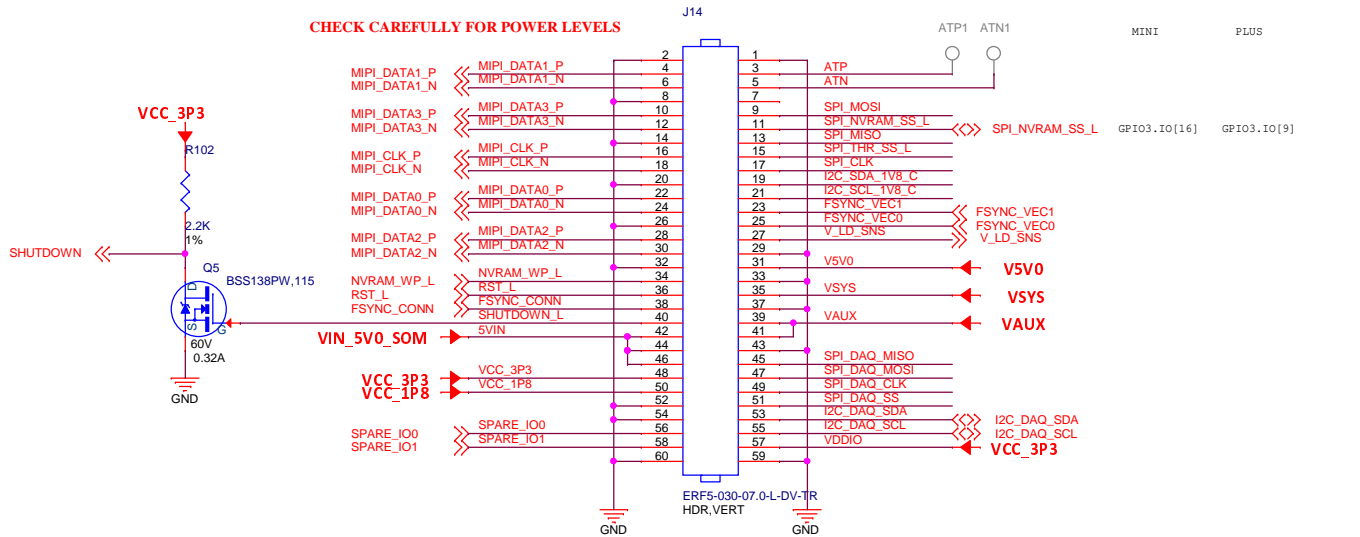 J14
CHECK CAREFULLY FOR POWER LEVELS
ATP1 ATN1 MINI PLUS
2 1
MIPI_DATA1_P MIPI_DATA1_P 4 3 ATP
MIPI_DATA1_N MIPI_DATA1_N 6 5 ATN
8 7
VCC_3P3
MIPI_DATA3_P MIPI_DATA3_P 10 9 SPI_MOSI
MIPI_DATA3_N MIPI_DATA3_N 12 11 SPI_NVRAM_SS_L SPI_NVRAM_SS_L GPIO3.IO[16] GPIO3.IO[9]
14 13 SPI_MISO
R102
MIPI_CLK_P MIPI_CLK_P 16 15 SPI_THR_SS_L
MIPI_CLK_N MIPI_CLK_N 18 17 SPI_CLK
20 19 I2C_SDA_1V8_C
MIPI_DATA0_P MIPI_DATA0_P 22 21 I2C_SCL_1V8_C
MIPI_DATA0_N MIPI_DATA0_N 24 23 FSYNC_VEC1 FSYNC_VEC1
2.2K
26 25 FSYNC_VEC0 FSYNC_VEC0
1%
MIPI_DATA2_P MIPI_DATA2_P 28 27 V_LD_SNS V_LD_SNS
SHUTDOWN
MIPI_DATA2_N MIPI_DATA2_N 30 29
Q5
32 31 V5V0 V5V0
BSS138PW,115
NVRAM_WP_L NVRAM_WP_L 34 33
D
RST_L RST_L 36 35 VSYS VSYS
FSYNC_CONN FSYNC_CONN 38 37
S G
SHUTDOWN_L 40 39 VAUX VAUX
VIN_5V0_SOM 5VIN 42 41
60V
44 43
0.32A
46 45 SPI_DAQ_MISO
VCC_3P3 VCC_3P3 48 47 SPI_DAQ_MOSI
VCC_1P8 VCC_1P8 50 49 SPI_DAQ_CLK
GND
52 51 SPI_DAQ_SS
54 53 I2C_DAQ_SDA I2C_DAQ_SDA
SPARE_IO0 SPARE_IO0 56 55 I2C_DAQ_SCL I2C_DAQ_SCL
SPARE_IO1 SPARE_IO1 58 57 VDDIO VCC_3P3
60 59
ERF5-030-07.0-L-DV-TR
HDR,VERT
GND GND